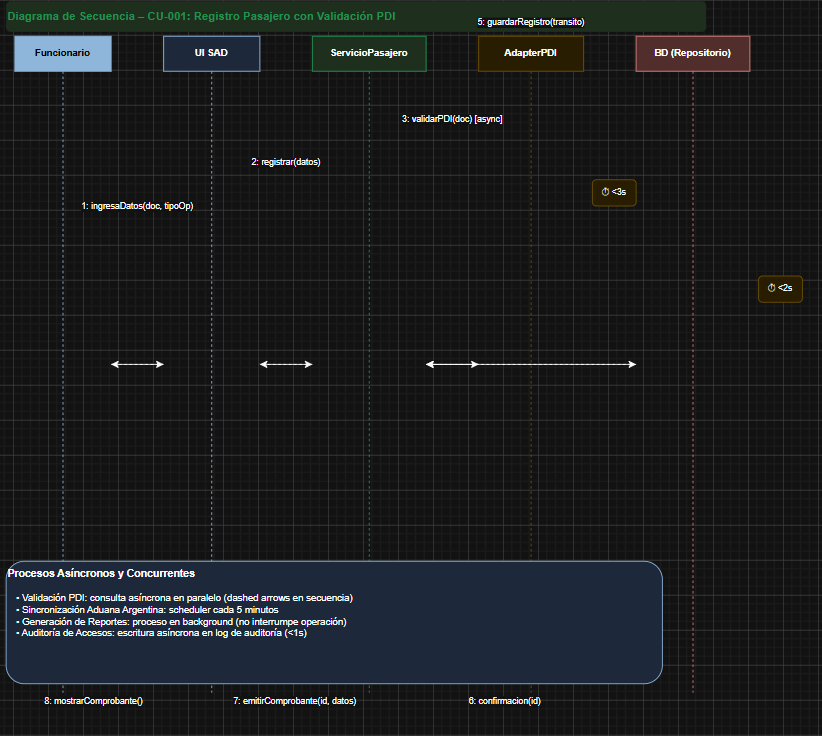 Diagrama de Secuencia – CU-001: Registro Pasajero con Validación PDI
5: guardarRegistro(transito)
Funcionario
UI SAD
ServicioPasajero
AdapterPDI
BD (Repositorio)
3: validarPDI(doc) [async]
2: registrar(datos)
⏱ <3s
1: ingresaDatos(doc, tipoOp)
⏱ <2s
Procesos Asíncronos y Concurrentes
• Validación PDI: consulta asíncrona en paralelo (dashed arrows en secuencia)
• Sincronización Aduana Argentina: scheduler cada 5 minutos
• Generación de Reportes: proceso en background (no interrumpe operación)
• Auditoría de Accesos: escritura asíncrona en log de auditoría (<1s)
8: mostrarComprobante()
7: emitirComprobante(id, datos)
6: confirmacion(id)